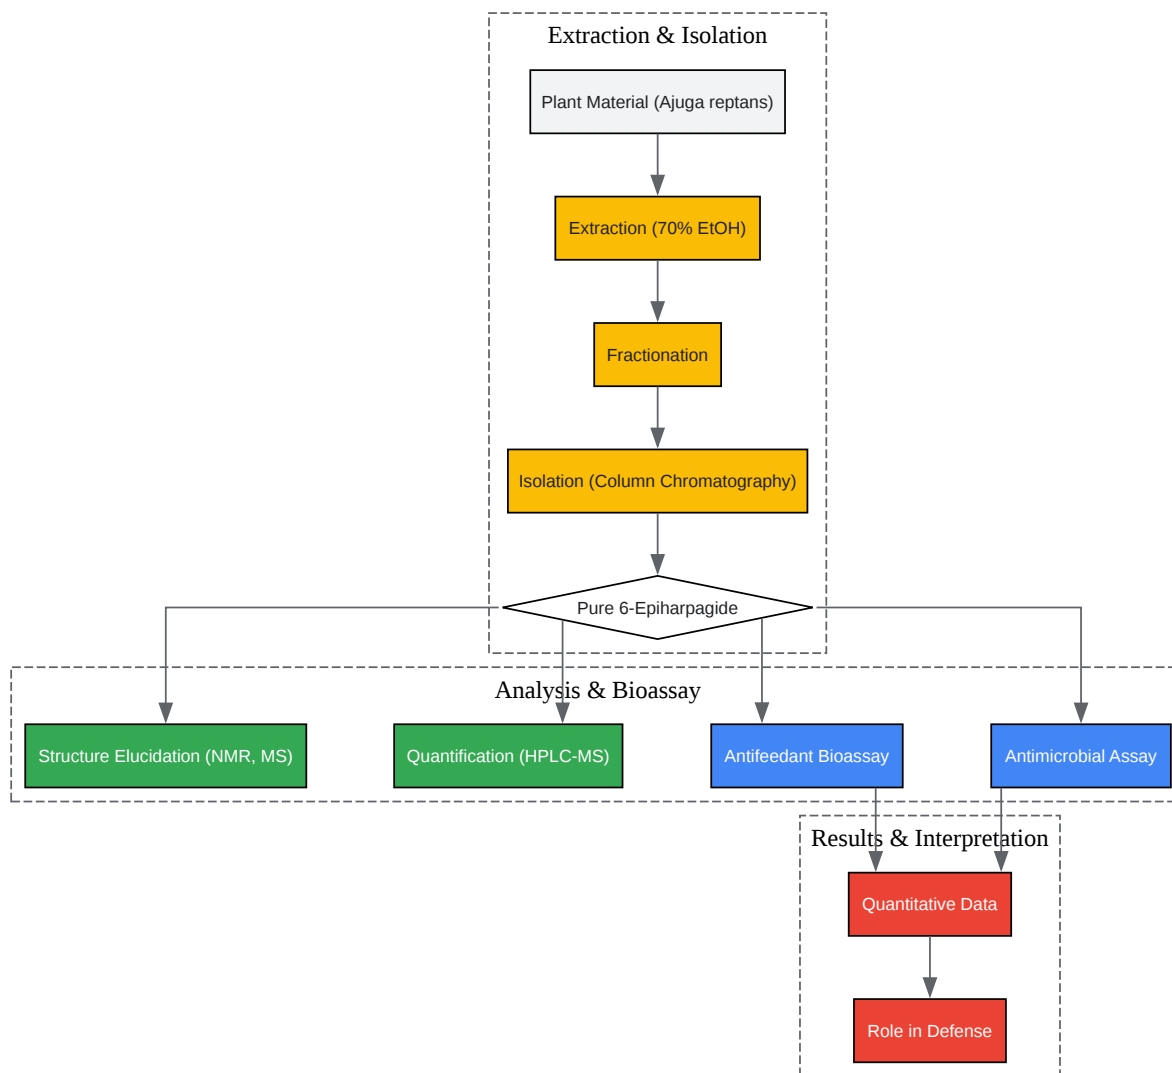 Extraction & Isolation
Plant Material (Ajuga reptans)
Extraction (70% EtOH)
Fractionation
Isolation (Column Chromatography)
Pure 6-Epiharpagide
Analysis & Bioassay
Structure Elucidation (NMR, MS)
Quantification (HPLC-MS)
Antifeedant Bioassay
Antimicrobial Assay
Results & Interpretation
Quantitative Data
Role in Defense